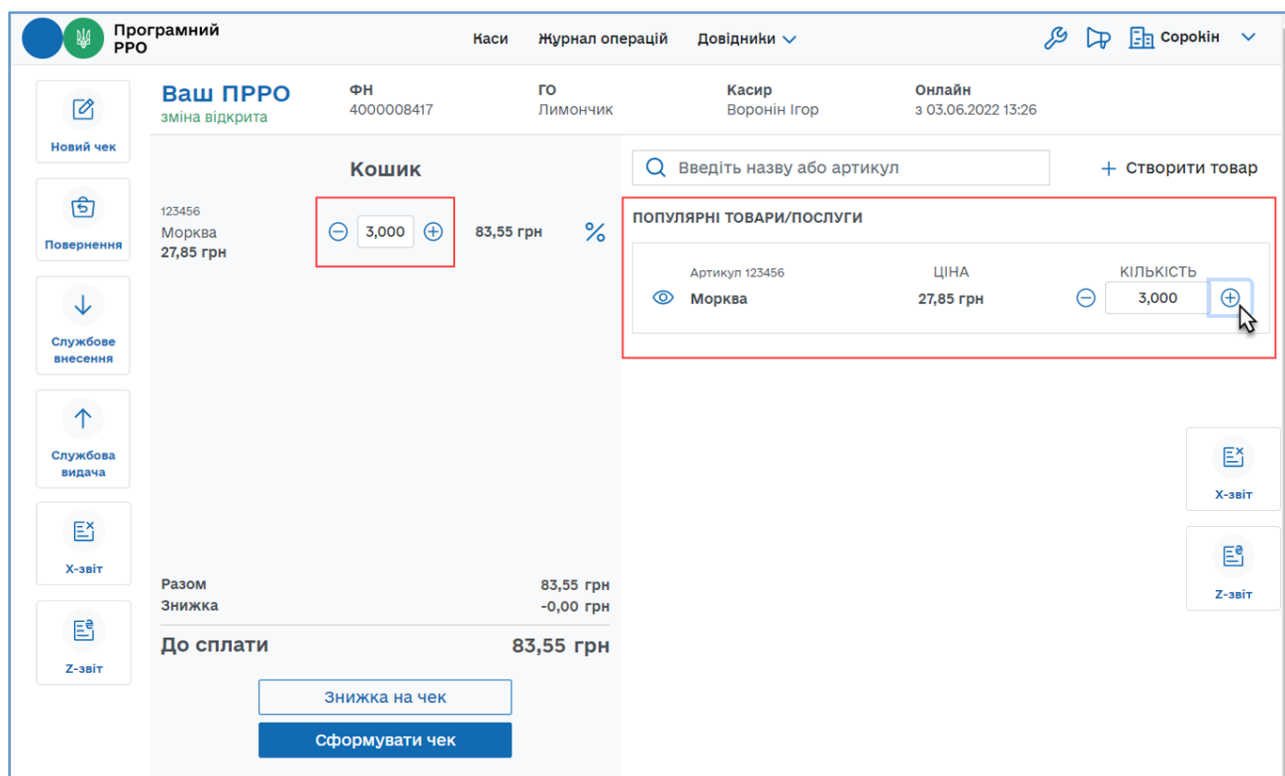 Програмний
РРО
Каси
Журнал операцій
Довідники
Сорокін
Новий чек
Повернення
Службове
внесення
Службова
видача
X-звіт
Z-звіт
Ваш ПРРО
зміна відкрита
ФН
4000008417
ГО
Лимончик
Касир
Воронін Ігор
Онлайн
з 03.06.2022 13:26
Кошик
123456
Морква
27,85 грн
3,000
83,55 грн
%
Разом
83,55 грн
Знижка
-0,00 грн
До сплати
83,55 грн
Знижка на чек
Сформувати чек
Введіть назву або артикул
+ Створити товар
ПОПУЛЯРНІ ТОВАРИ/ПОСЛУГИ
Артикул 123456
Морква
ЦІНА
27,85 грн
КІЛЬКІСТЬ
3,000
X-звіт
Z-звіт